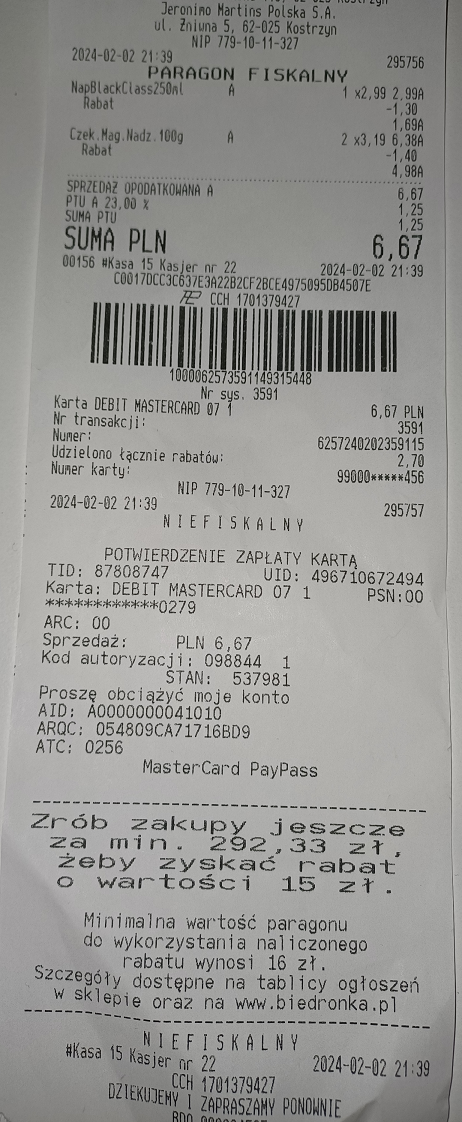 Jeronimo Martins Polska S.A.
ul. Żniwna 5, 62-025 Kostrzyn
NIP 779-10-11-327
2024-02-02 21:39 295756
PARAGON FISKALNY
NapBlackClass250ml A 1 x2,99 2,99A
Rabat -1,30
1,69A
Czek.Mag.Nadz.100g A 2 x3,19 6,38A
Rabat -1,40
4,98A
SPRZEDAŻ OPODATKOWANA A 6,67
PTU A 23,00 % 1,25
SUMA PTU 1,25
SUMA PLN 6,67
00156 #Kasa 15 Kasjer nr 22 2024-02-02 21:39
C0017DCC3C637E3A22B2CF2BCE4975095DB4507E
CCH 1701379427
1000062573591149315448
Nr sys. 3591
Karta DEBIT MASTERCARD 07 1 6,67 PLN
Nr transakcji: 3591
Numer: 6257240202359115
Udzielono łącznie rabatów: 2,70
Numer karty: 99000*****456
NIP 779-10-11-327
2024-02-02 21:39 295757
NIEFISKALNY
POTWIERDZENIE ZAPŁATY KARTĄ
TID: 87808747 UID: 496710672494
Karta: DEBIT MASTERCARD 07 1 PSN:00
************0279
ARC: 00
Sprzedaż: PLN 6,67
Kod autoryzacji: 098844 1
STAN: 537981
Proszę obciążyć moje konto
AID: A0000000041010
ARQC: 054809CA71716BD9
ATC: 0256
MasterCard PayPass
Zrób zakupy jeszcze
za min. 292,33 zł,
żeby zyskać rabat
o wartości 15 zł.
Minimalna wartość paragonu
do wykorzystania naliczonego
rabatu wynosi 16 zł.
Szczegóły dostępne na tablicy ogłoszeń
w sklepie oraz na www.biedronka.pl
NIEFISKALNY
#Kasa 15 Kasjer nr 22 2024-02-02 21:39
CCH 1701379427
DZIĘKUJEMY I ZAPRASZAMY PONOWNIE